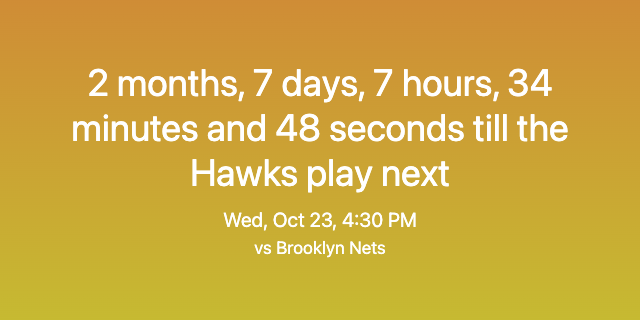 2 months, 7 days, 7 hours, 34
minutes and 48 seconds till the
Hawks play next
Wed, Oct 23, 4:30 PM
vs Brooklyn Nets